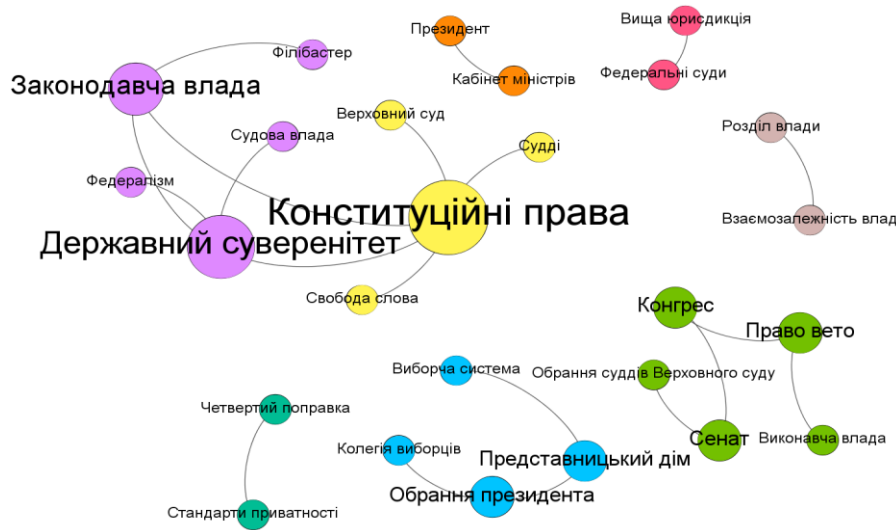 Вища юрисдикція
Президент
Філібастер
Федеральні суди
Кабінет міністрів
Законодавча влада
Верховний суд
Розділ влади
Судова влада
Судді
Федералізм
Конституційні права
Взаємозалежність влад
Державний суверенітет
Свобода слова
Конгрес
Право вето
Виборча система
Обрання суддів Верховного суду
Четвертий поправка
Сенат
Виконавча влада
Колегія виборців
Представницький дім
Обрання президента
Стандарти приватності